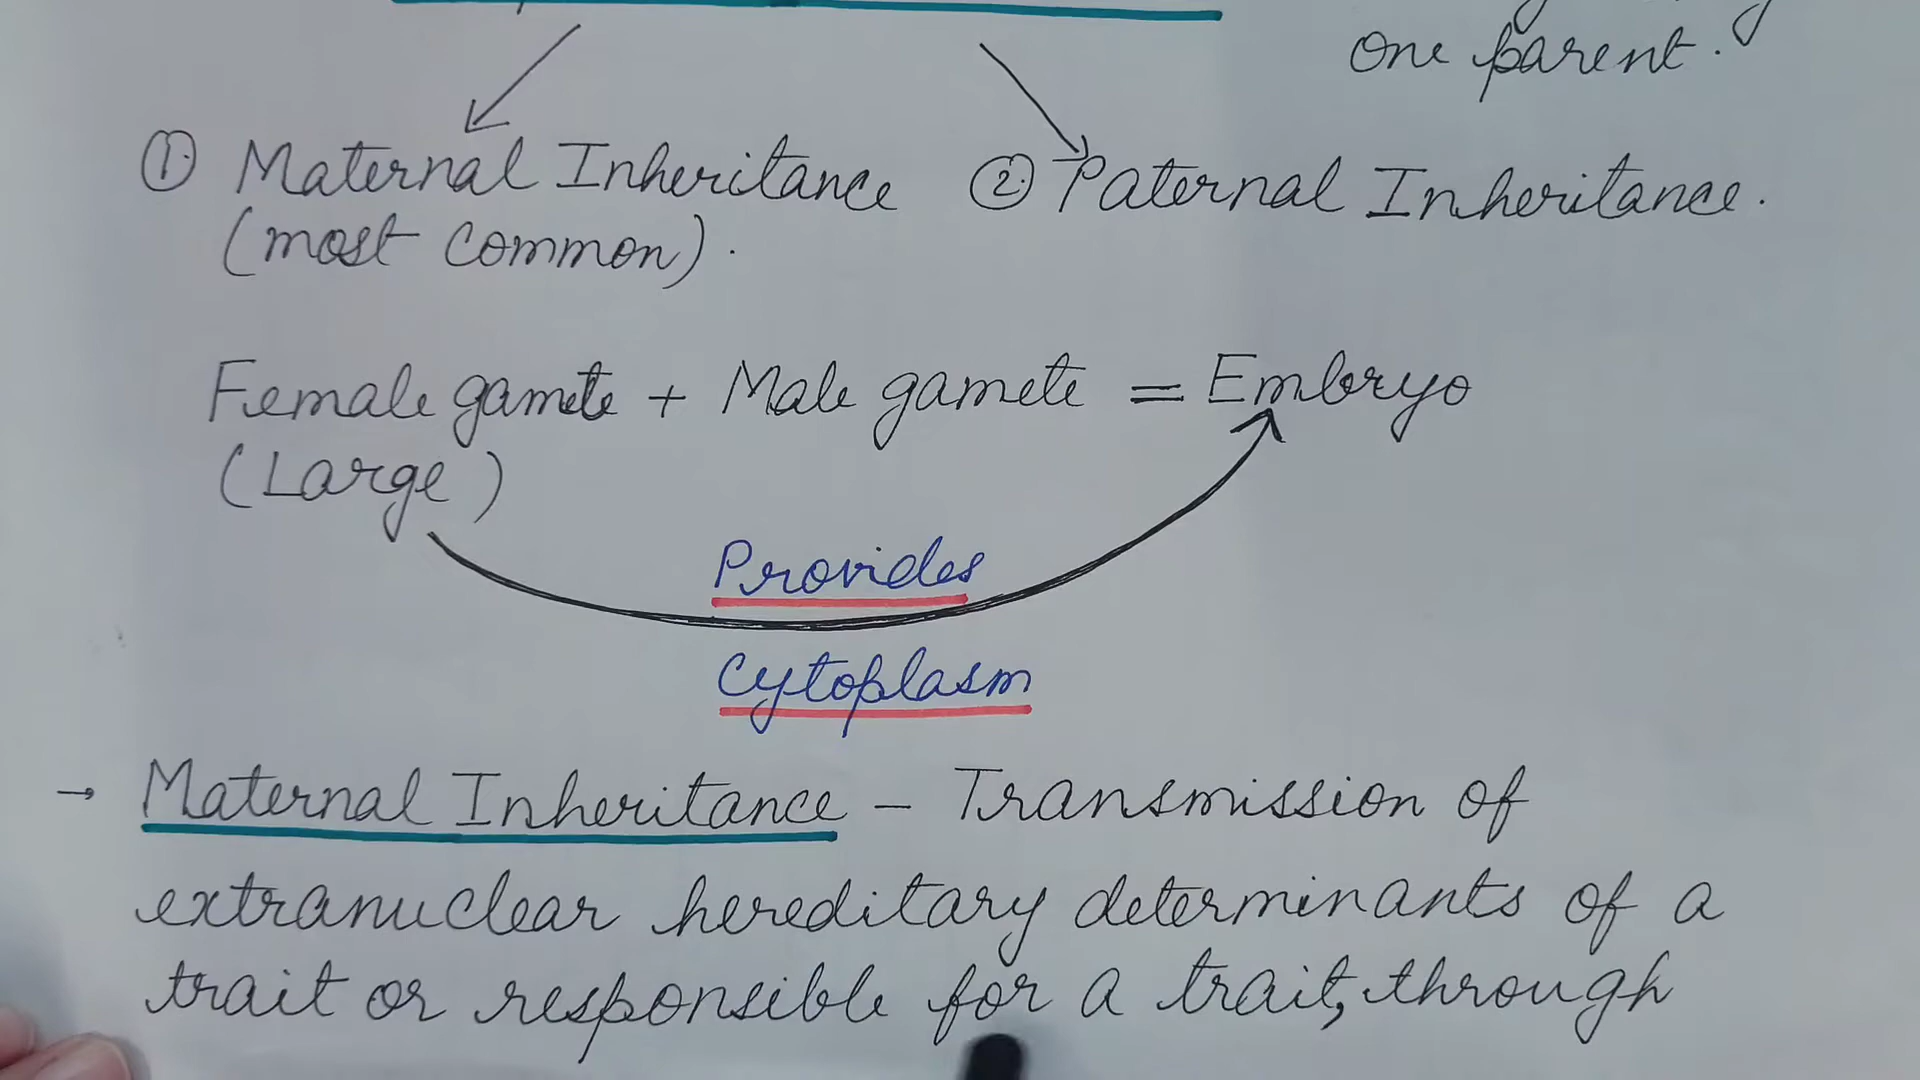 one parent.
① Maternal Inheritance ② Paternal Inheritance.
(most common).
Female gamete + Male gamete = Embryo
(Large)
Provides
Cytoplasm
→ Maternal Inheritance – Transmission of
extranuclear hereditary determinants of a
trait or responsible for a trait, through